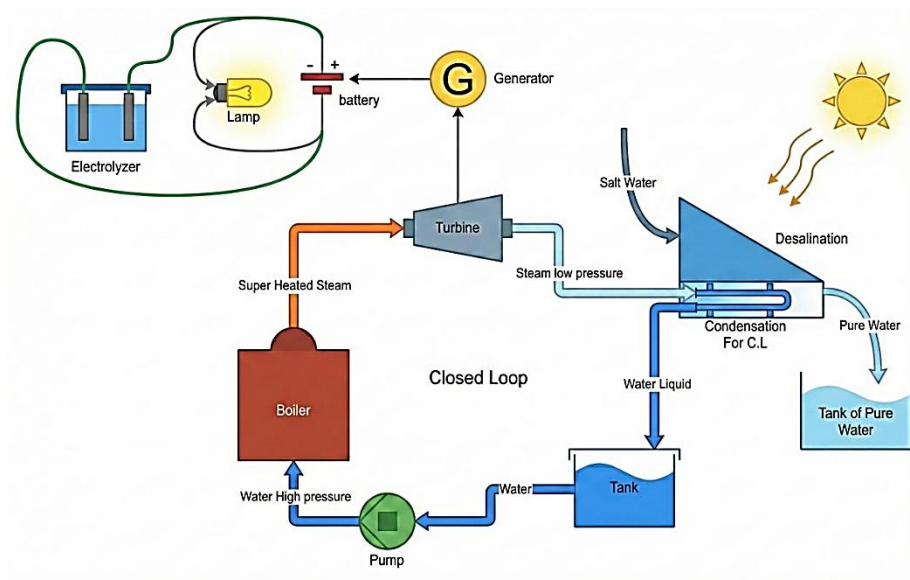 - +
battery
G
Generator
Lamp
Electrolyzer
Salt Water
Desalination
Turbine
Steam low pressure
Super Heated Steam
Condensation
For C.L
Pure Water
Closed Loop
Boiler
Water Liquid
Tank of Pure
Water
Water High pressure
Water
Tank
Pump